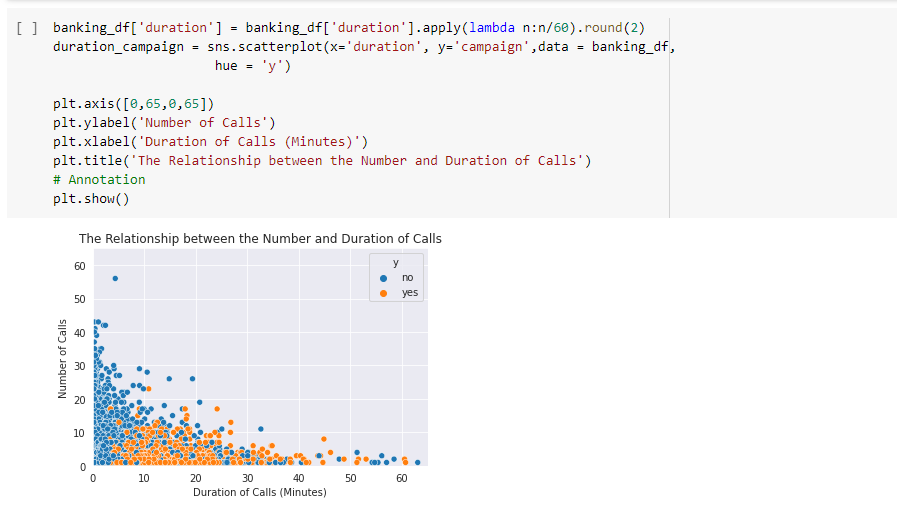 [ ] banking_df['duration'] = banking_df['duration'].apply(lambda n:n/60).round(2)
duration_campaign = sns.scatterplot(x='duration', y='campaign',data = banking_df,
hue = 'y')
plt.axis([0,65,0,65])
plt.ylabel('Number of Calls')
plt.xlabel('Duration of Calls (Minutes)')
plt.title('The Relationship between the Number and Duration of Calls')
# Annotation
plt.show()
The Relationship between the Number and Duration of Calls
y
no
yes
Number of Calls
60
50
40
30
20
10
0
0 10 20 30 40 50 60
Duration of Calls (Minutes)